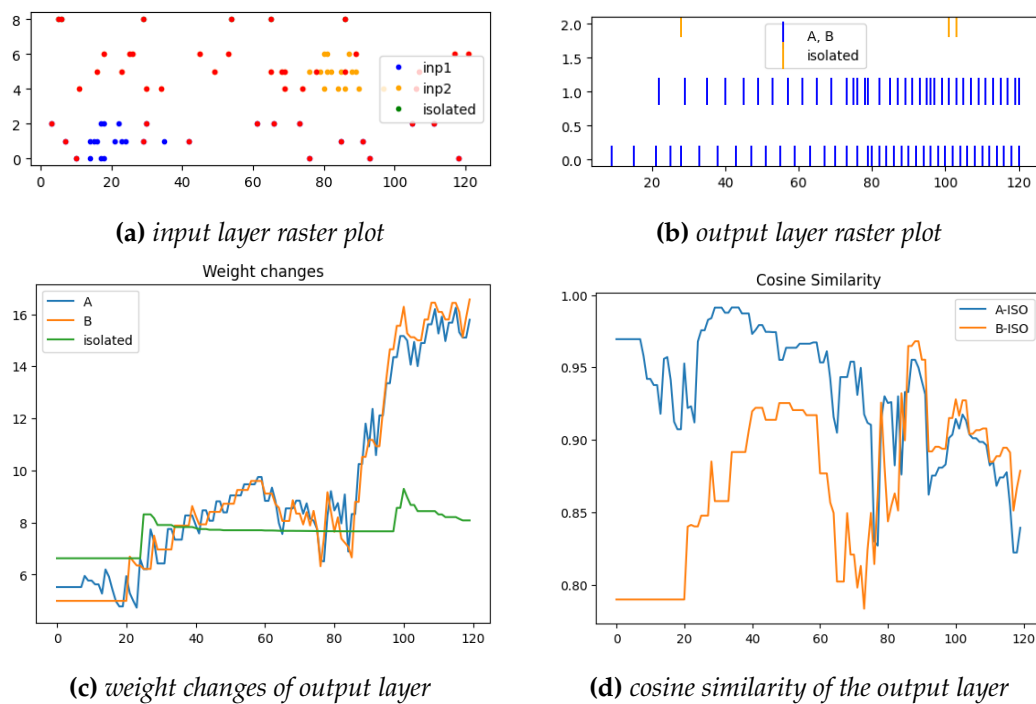 8
6
4
2
0
inp1
inp2
isolated
0 20 40 60 80 100 120
(a) input layer raster plot
2.0
1.5
1.0
0.5
0.0
A, B
isolated
20 40 60 80 100 120
(b) output layer raster plot
Weight changes
A
B
isolated
16
14
12
10
8
6
0 20 40 60 80 100 120
(c) weight changes of output layer
Cosine Similarity
A-ISO
B-ISO
1.00
0.95
0.90
0.85
0.80
0 20 40 60 80 100 120
(d) cosine similarity of the output layer